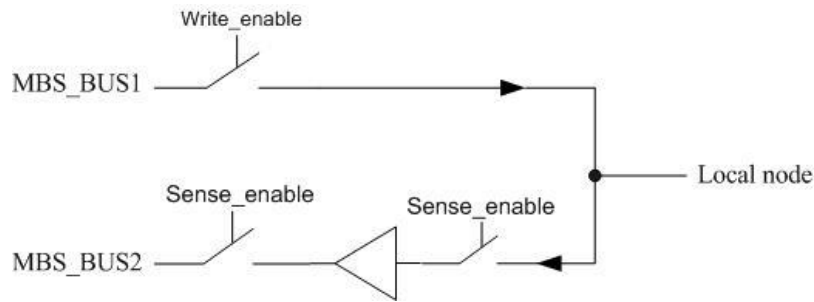 Write_enable
MBS_BUS1
Local node
Sense_enable
Sense_enable
MBS_BUS2